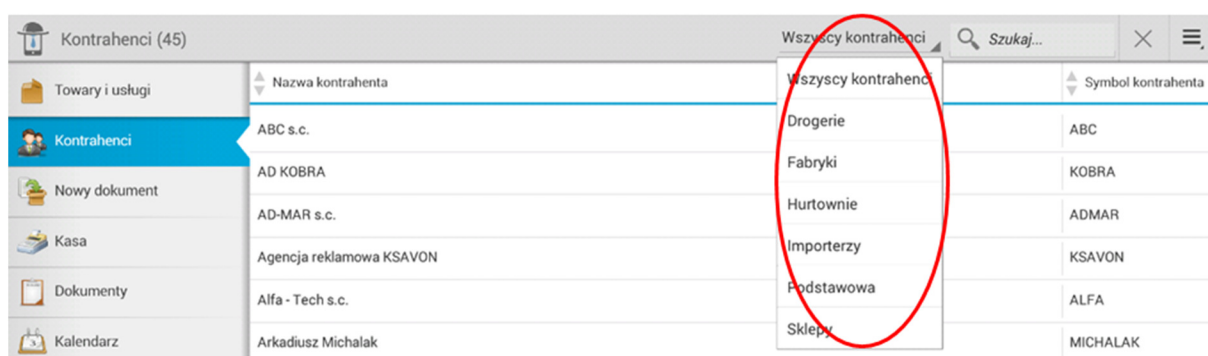 Kontrahenci (45)
Wszyscy kontrahenci
Szukaj...
Towary i usługi
Kontrahenci
Nowy dokument
Kasa
Dokumenty
Kalendarz
Nazwa kontrahenta
Symbol kontrahenta
ABC s.c.
ABC
AD KOBRA
KOBRA
AD-MAR s.c.
ADMAR
Agencja reklamowa KSAVON
KSAVON
Alfa - Tech s.c.
ALFA
Arkadiusz Michalak
MICHALAK
Wszyscy kontrahenci
Drogerie
Fabryki
Hurtownie
Importerzy
Podstawowa
Sklepy